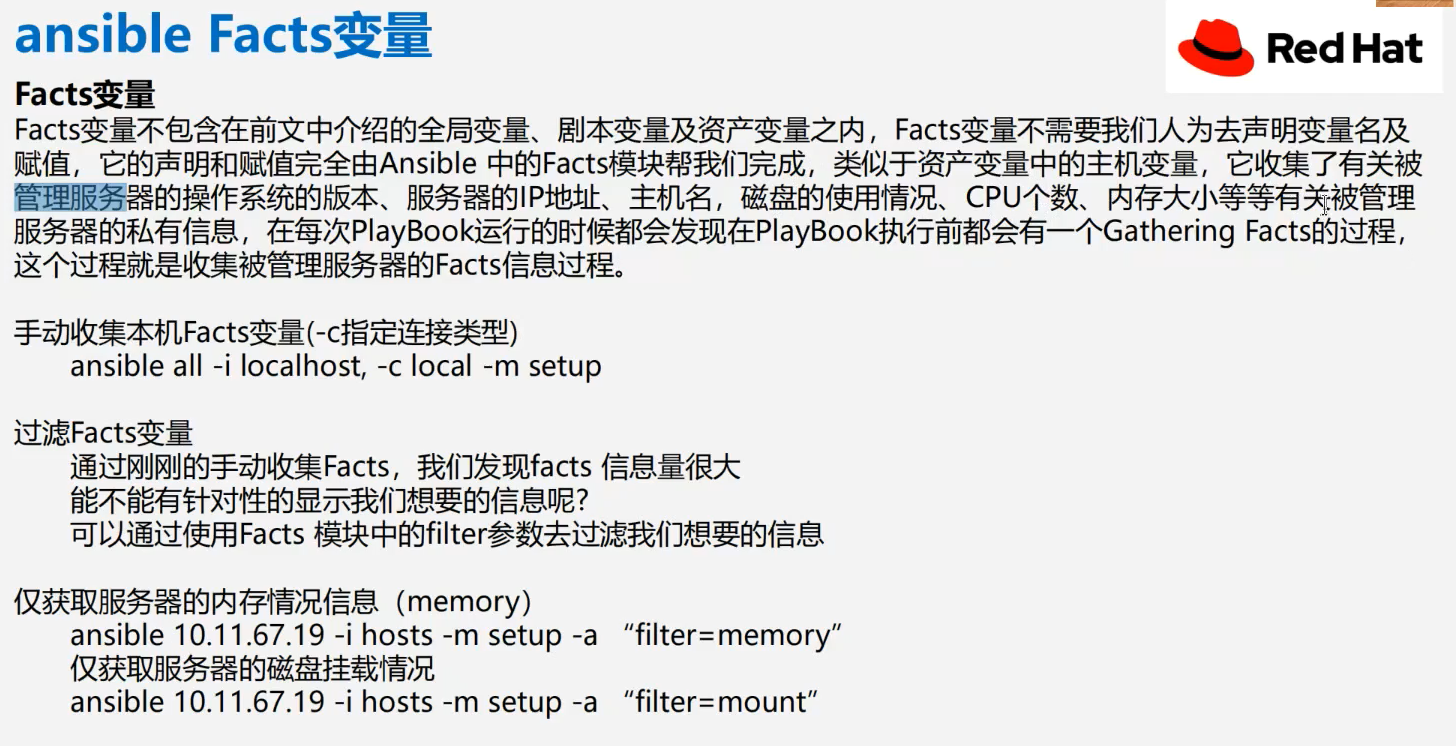 ansible Facts变量
Red Hat
Facts变量
Facts变量不包含在前文中介绍的全局变量、剧本变量及资产变量之内，Facts变量不需要我们人为去声明变量名及
赋值，它的声明和赋值完全由Ansible 中的Facts模块帮我们完成，类似于资产变量中的主机变量，它收集了有关被
管理服务器的操作系统的版本、服务器的IP地址、主机名，磁盘的使用情况、CPU个数、内存大小等等有关被管理
服务器的私有信息，在每次PlayBook运行的时候都会发现在PlayBook执行前都会有一个Gathering Facts的过程，
这个过程就是收集被管理服务器的Facts信息过程。
手动收集本机Facts变量(-c指定连接类型)
ansible all -i localhost, -c local -m setup
过滤Facts变量
通过刚刚的手动收集Facts，我们发现facts 信息量很大
能不能有针对性的显示我们想要的信息呢?
可以通过使用Facts 模块中的filter参数去过滤我们想要的信息
仅获取服务器的内存情况信息（memory）
ansible 10.11.67.19 -i hosts -m setup -a “filter=memory”
仅获取服务器的磁盘挂载情况
ansible 10.11.67.19 -i hosts -m setup -a “filter=mount”